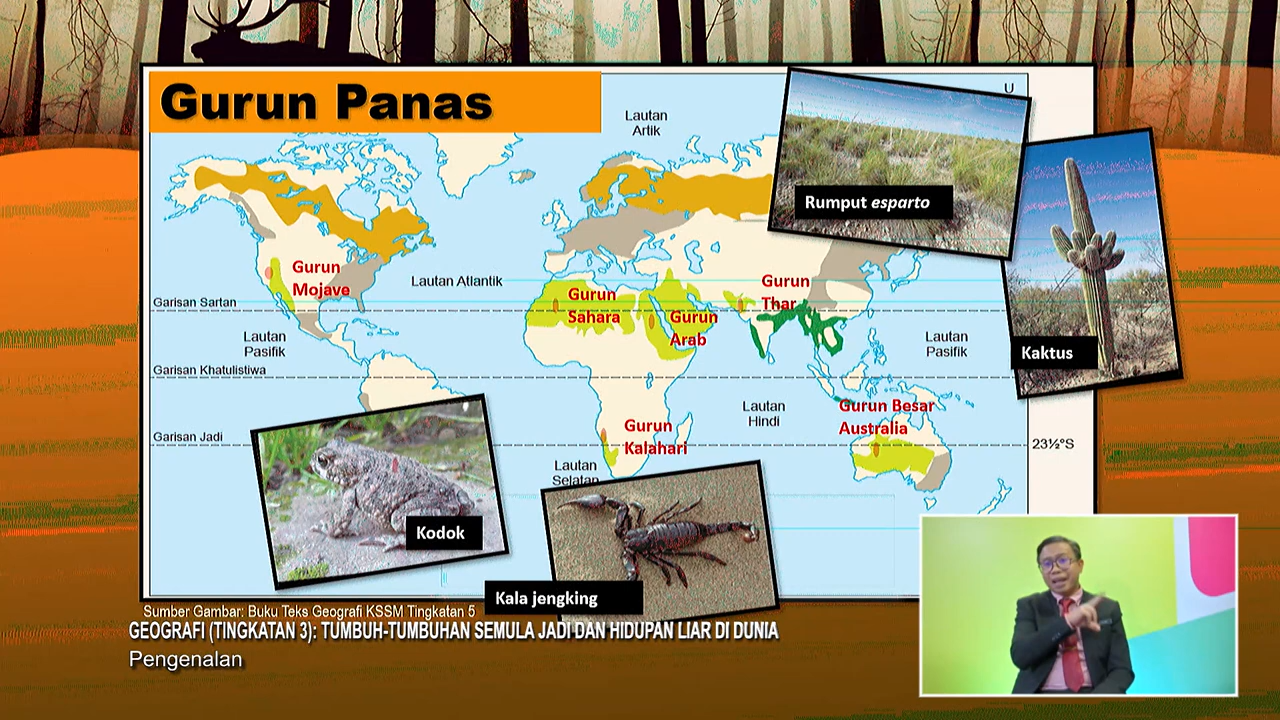 Gurun Panas
U
Lautan
Artik
Rumput esparto
Gurun
Mojave
Lautan Atlantik
Gurun
Sahara
Gurun
Arab
Gurun
Thar
Kaktus
Garisan Sartan
Lautan
Pasifik
Lautan
Pasifik
Garisan Khatulistiwa
Lautan
Hindi
Gurun Besar
Australia
Garisan Jadi
Gurun
Kalahari
23½°S
Lautan
Selatan
Kodok
Kala jengking
Sumber Gambar: Buku Teks Geografi KSSM Tingkatan 5
GEOGRAFI (TINGKATAN 3): TUMBUH-TUMBUHAN SEMULA JADI DAN HIDUPAN LIAR DI DUNIA
Pengenalan